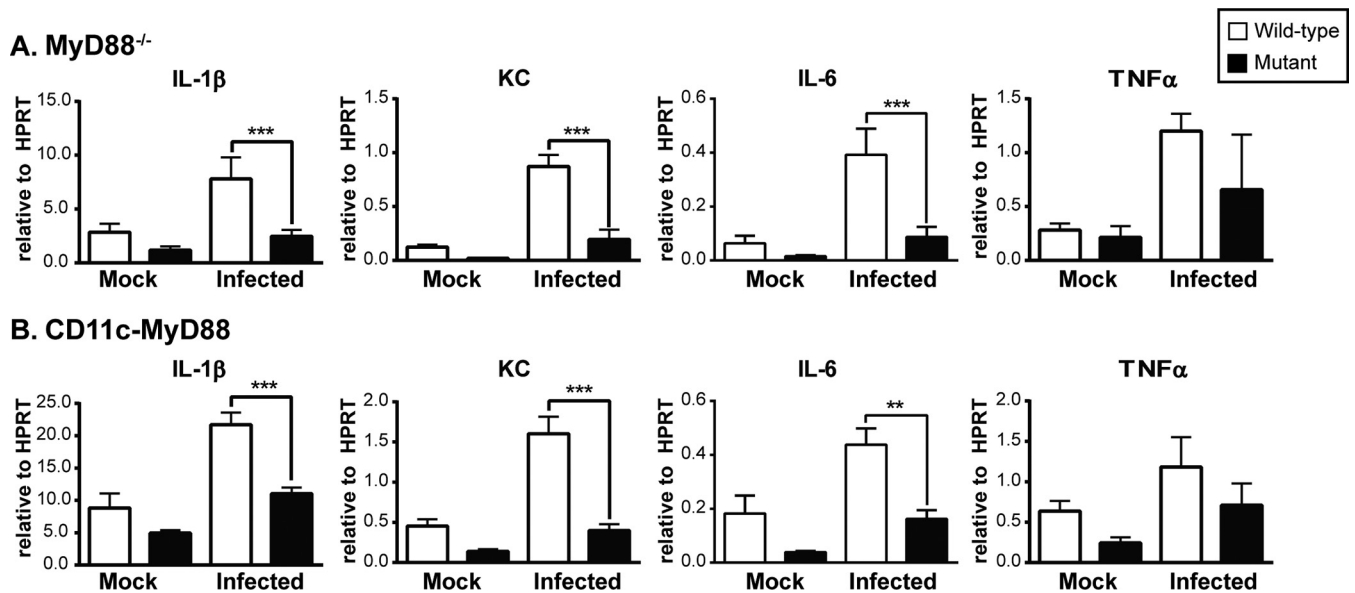 Wild-type
Mutant
A. MyD88-/-
IL-1β
KC
IL-6
TNFα
relative to HPRT
15.0
10.0
5.0
0.0
***
Mock
Infected
relative to HPRT
1.5
1.0
0.5
0.0
***
Mock
Infected
relative to HPRT
0.6
0.4
0.2
0.0
***
Mock
Infected
relative to HPRT
1.5
1.0
0.5
0.0
Mock
Infected
B. CD11c-MyD88
IL-1β
KC
IL-6
TNFα
relative to HPRT
25.0
20.0
15.0
10.0
5.0
0.0
***
Mock
Infected
relative to HPRT
2.0
1.5
1.0
0.5
0.0
***
Mock
Infected
relative to HPRT
0.6
0.4
0.2
0.0
**
Mock
Infected
relative to HPRT
2.0
1.5
1.0
0.5
0.0
Mock
Infected